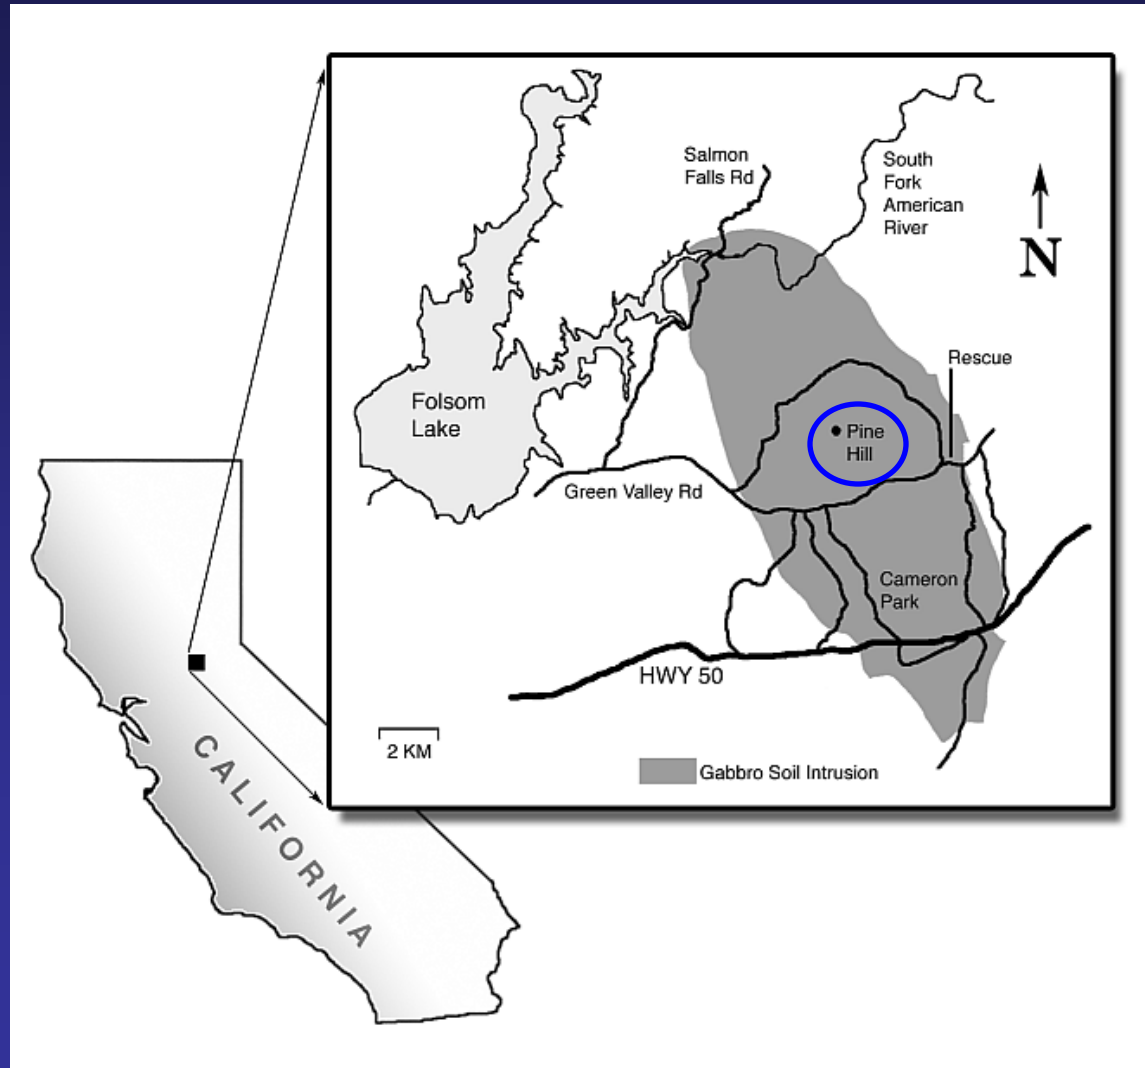 Salmon
Falls Rd
South
Fork
American
River
N
Rescue
Folsom
Lake
Pine
Hill
Green Valley Rd
Cameron
Park
HWY 50
2 KM
Gabbro Soil Intrusion
CALIFORNIA